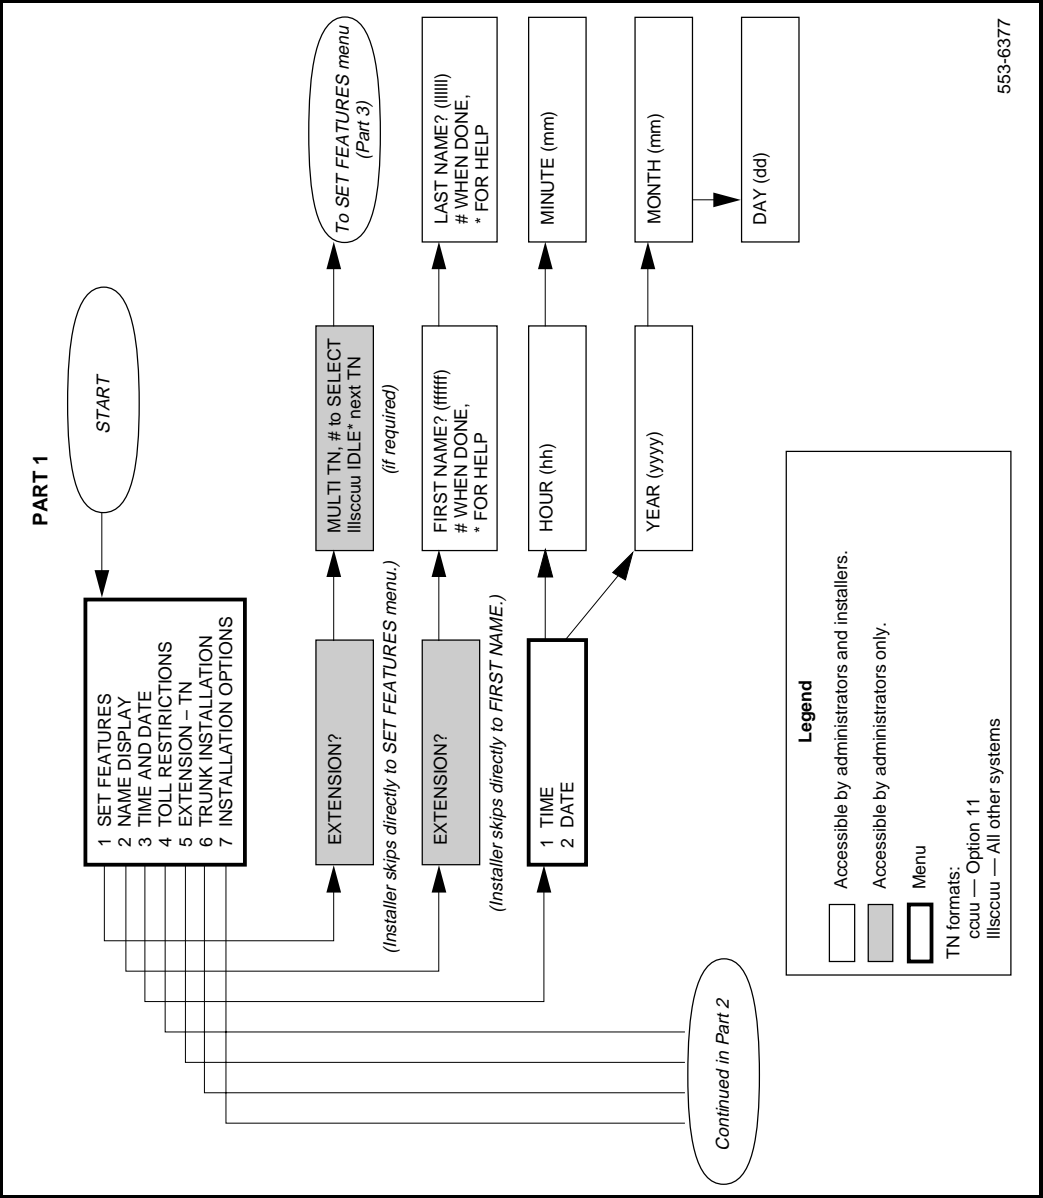 PART 1
START
1 SET FEATURES
2 NAME DISPLAY
3 TIME AND DATE
4 TOLL RESTIRICTIONS
5 EXTENSION – TN
6 TRUNK INSTALLATION
7 INSTALLATION OPTIONS
EXTENSION?
(Installer skips directly to SET FEATURES menu.)
MULTI TN, # to SELECT
lllsccuu IDLE* next TN
(if required)
To SET FEATURES menu
(Part 3)
EXTENSION?
(Installer skips directly to FIRST NAME.)
FIRST NAME? (ffffff)
# WHEN DONE,
* FOR HELP
LAST NAME? (llllll)
# WHEN DONE,
* FOR HELP
1 TIME
2 DATE
HOUR (hh)
MINUTE (mm)
YEAR (yyyy)
MONTH (mm)
DAY (dd)
Continued in Part 2
Legend
Accessible by administrators and installers.
Accessible by administrators only.
Menu
TN formats:
ccuu — Option 11
lllsccuu — All other systems
553-6377